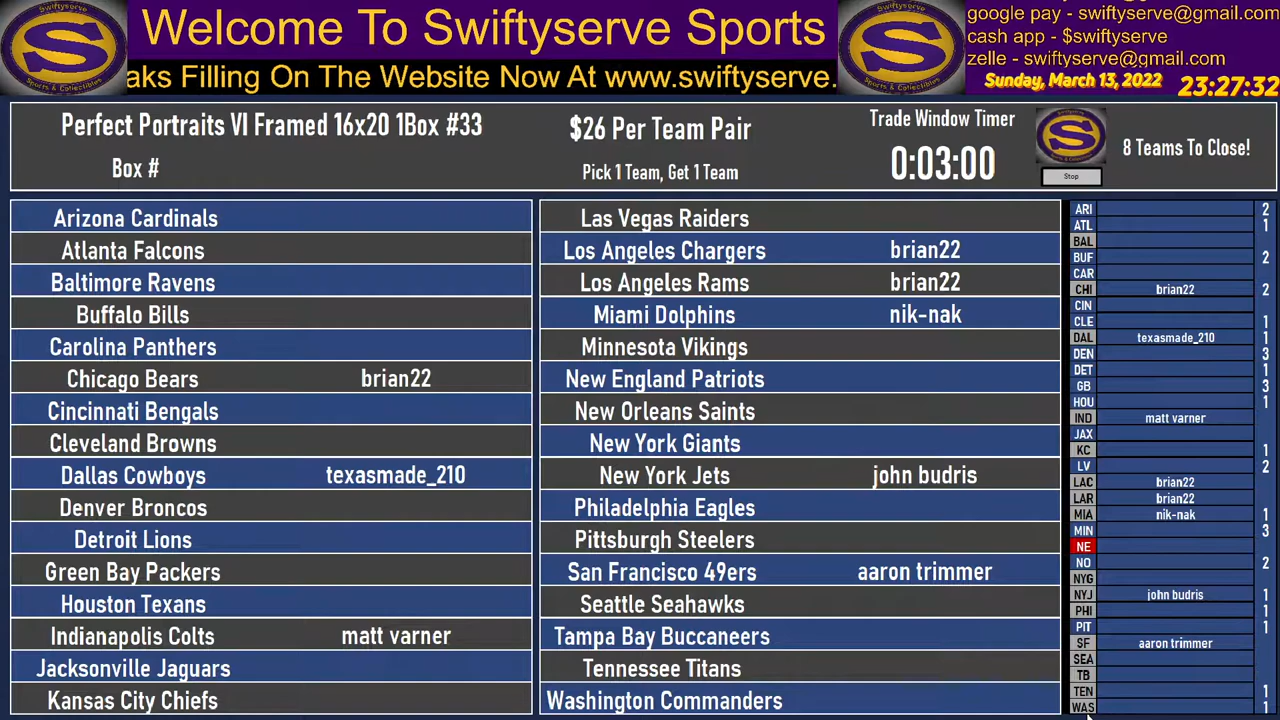 Welcome To Swiftyserve Sports
aks Filling On The Website Now At www.swiftyserve.
google pay - swiftyserve@gmail.com
cash app - $swiftyserve
zelle - swiftyserve@gmail.com
Sunday, March 13, 2022 23:27:32
Perfect Portraits VI Framed 16x20 1Box #33
Box #
$26 Per Team Pair
Pick 1 Team, Get 1 Team
Trade Window Timer
0:03:00
Stop
8 Teams To Close!
Arizona Cardinals
Atlanta Falcons
Baltimore Ravens
Buffalo Bills
Carolina Panthers
Chicago Bears brian22
Cincinnati Bengals
Cleveland Browns
Dallas Cowboys texasmade_210
Denver Broncos
Detroit Lions
Green Bay Packers
Houston Texans
Indianapolis Colts matt varner
Jacksonville Jaguars
Kansas City Chiefs
Las Vegas Raiders
Los Angeles Chargers brian22
Los Angeles Rams brian22
Miami Dolphins nik-nak
Minnesota Vikings
New England Patriots
New Orleans Saints
New York Giants
New York Jets john budris
Philadelphia Eagles
Pittsburgh Steelers
San Francisco 49ers aaron trimmer
Seattle Seahawks
Tampa Bay Buccaneers
Tennessee Titans
Washington Commanders
ARI 2
ATL 1
BAL
BUF 2
CAR
CHI brian22 2
CIN
CLE 1
DAL texasmade_210 1
DEN 3
DET 1
GB 3
HOU 1
IND matt varner
JAX
KC 1
LV 2
LAC brian22
LAR brian22
MIA nik-nak 1
MIN 3
NE
NO 2
NYG
NYJ john budris 1
PHI 1
PIT 1
SF aaron trimmer
SEA
TB
TEN 1
WAS 1